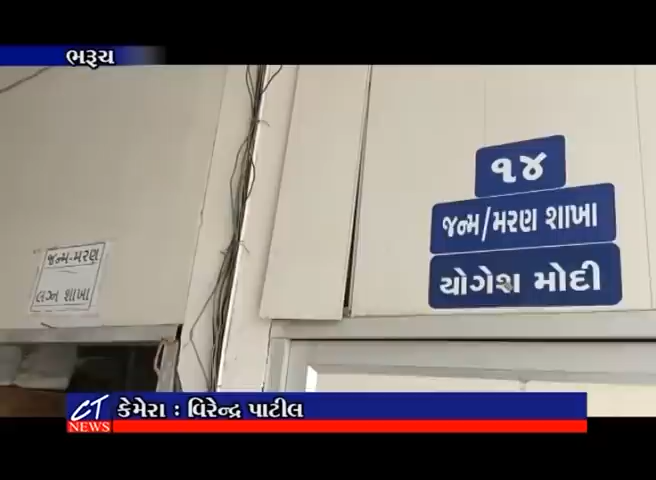 ભરૂચ
૧૪
જન્મ/મરણ શાખા
યોગેશ મોદી
જન્મ-મરણ
લગ્ન શાખા
CT
NEWS
કેમેરા : વિરેન્દ્ર પાટીલ